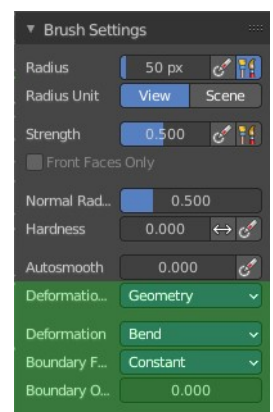 Brush Settings
Radius 50 px
Radius Unit View Scene
Strength 0.500
Front Faces Only
Normal Rad... 0.500
Hardness 0.000
Autosmooth 0.000
Deformatio... Geometry
Deformation Bend
Boundary F... Constant
Boundary O... 0.000